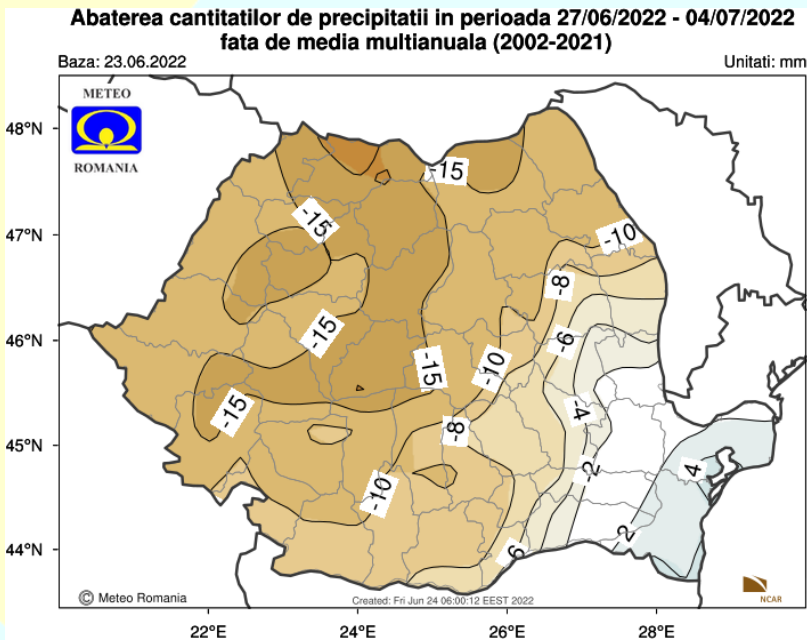 Abaterea cantitatilor de precipitatii in perioada 27/06/2022 - 04/07/2022
fata de media multianuala (2002-2021)
Baza: 23.06.2022
Unitati: mm
METEO
ROMANIA
48°N
47°N
46°N
45°N
44°N
-15
-15
-10
-8
-15
-6
-15
-10
-15
-4
-8
-2
4
-10
2
6
© Meteo Romania
Created: Fri Jun 24 06:00:12 EEST 2022
NCAR
22°E
24°E
26°E
28°E